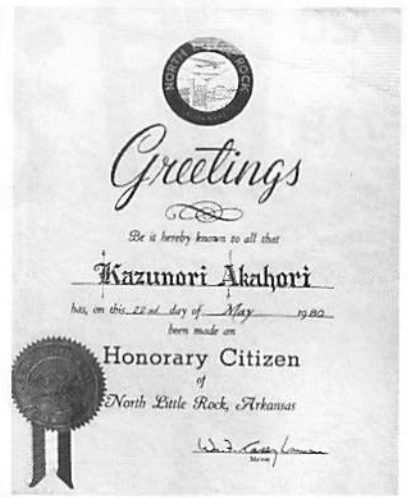 NORTH LITTLE ROCK
Greetings
Be it hereby known to all that
Kazunori Akahori
has, on this 22nd day of May 1980
been made an
Honorary Citizen
of
North Little Rock, Arkansas
Mayor